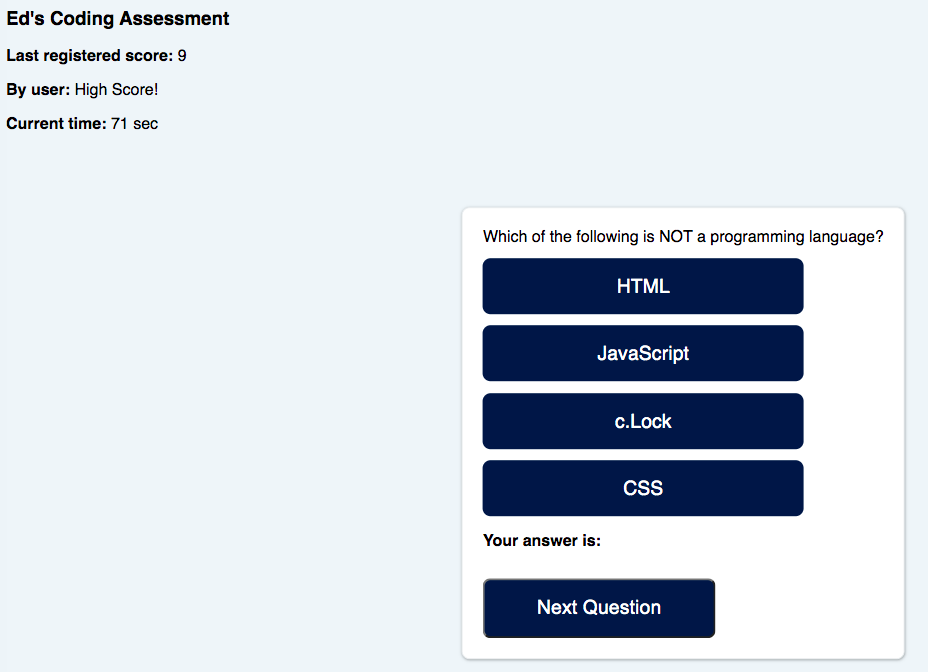 Ed's Coding Assessment
Last registered score: 9
By user: High Score!
Current time: 71 sec
Which of the following is NOT a programming language?
HTML
JavaScript
c.Lock
CSS
Your answer is:
Next Question